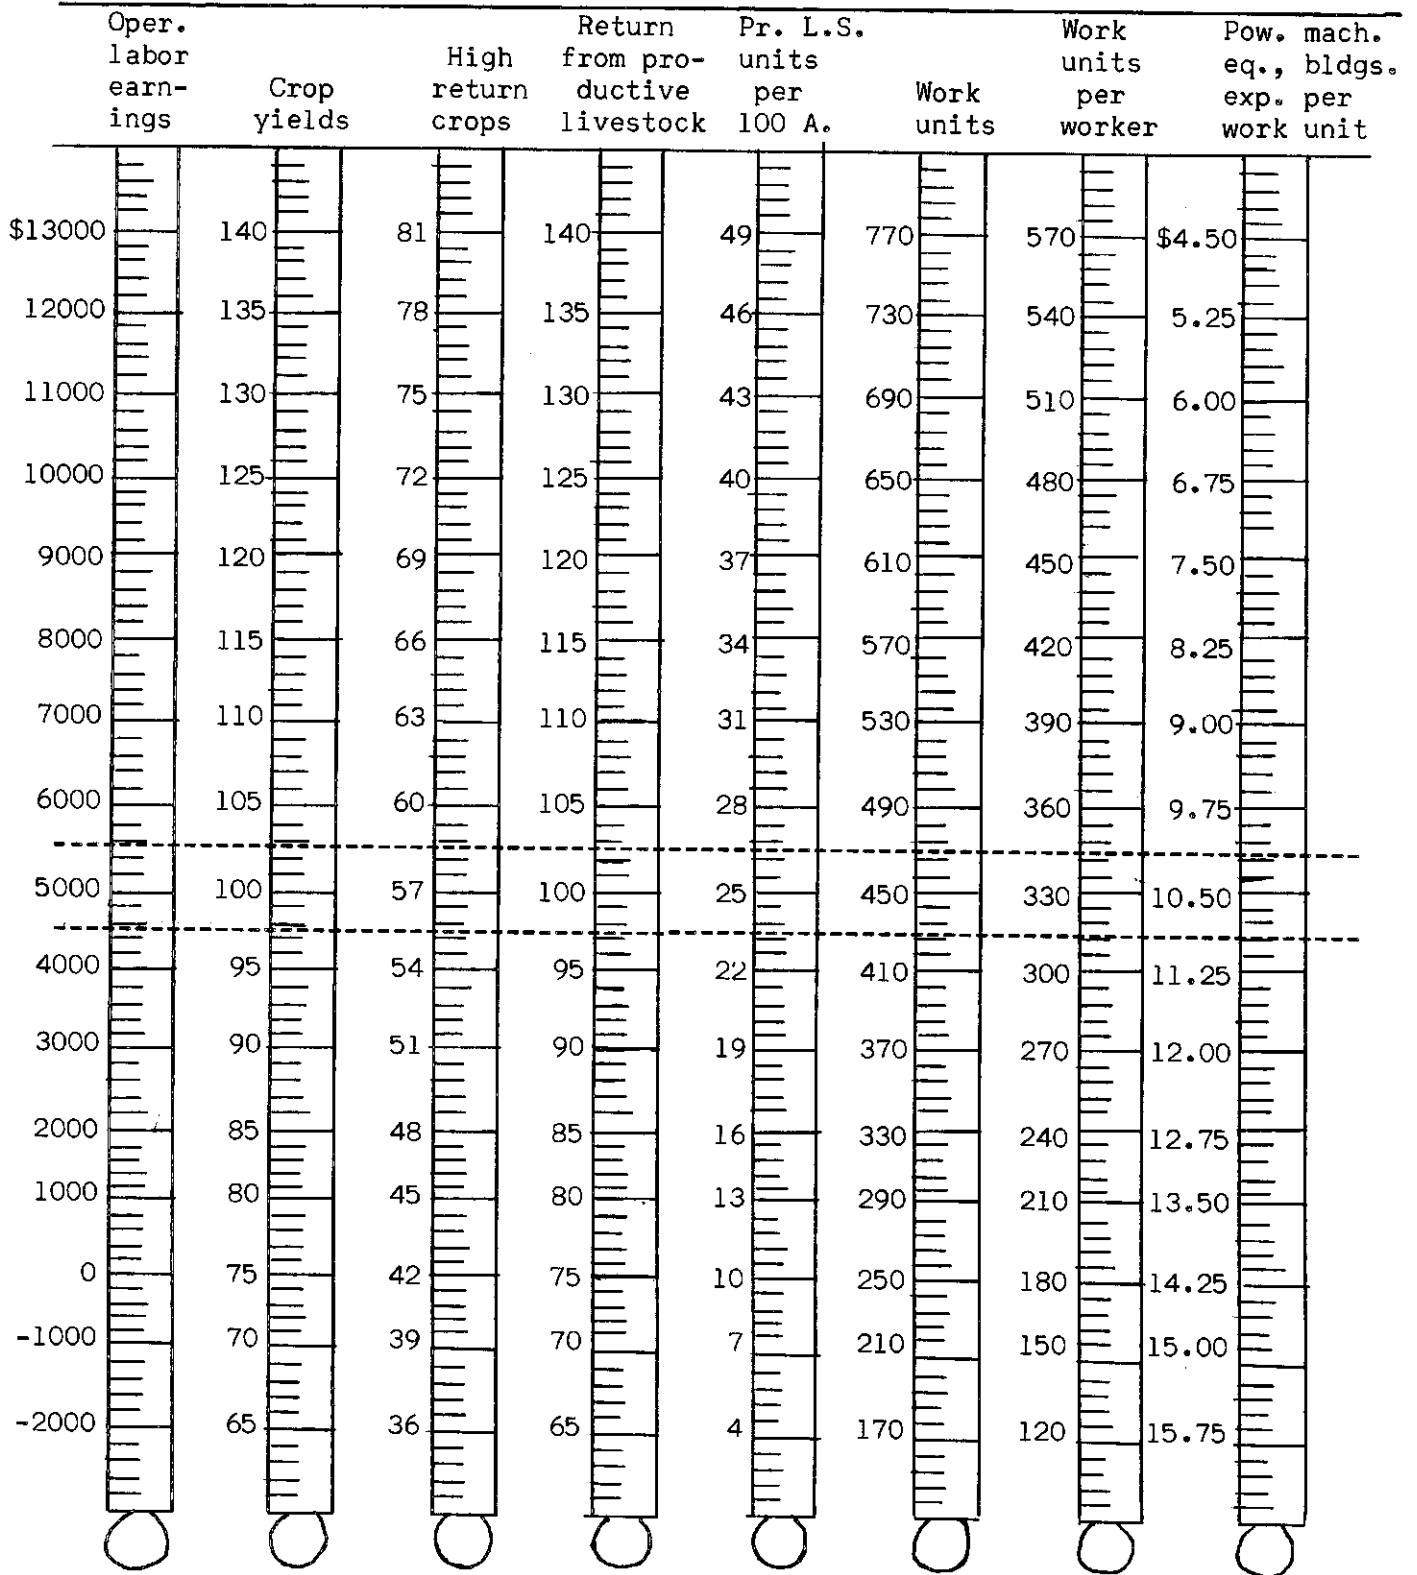 Oper. Return Pr. L.S. Work Pow. mach.
labor High from pro- units units eq., bldgs.
earn- Crop return ductive per Work per exp. per
ings yields crops livestock 100 A. units worker work unit
$13000 140 81 140 49 770 570 $4.50
12000 135 78 135 46 730 540 5.25
11000 130 75 130 43 690 510 6.00
10000 125 72 125 40 650 480 6.75
9000 120 69 120 37 610 450 7.50
8000 115 66 115 34 570 420 8.25
7000 110 63 110 31 530 390 9.00
6000 105 60 105 28 490 360 9.75
5000 100 57 100 25 450 330 10.50
4000 95 54 95 22 410 300 11.25
3000 90 51 90 19 370 270 12.00
2000 85 48 85 16 330 240 12.75
1000 80 45 80 13 290 210 13.50
0 75 42 75 10 250 180 14.25
-1000 70 39 70 7 210 150 15.00
-2000 65 36 65 4 170 120 15.75